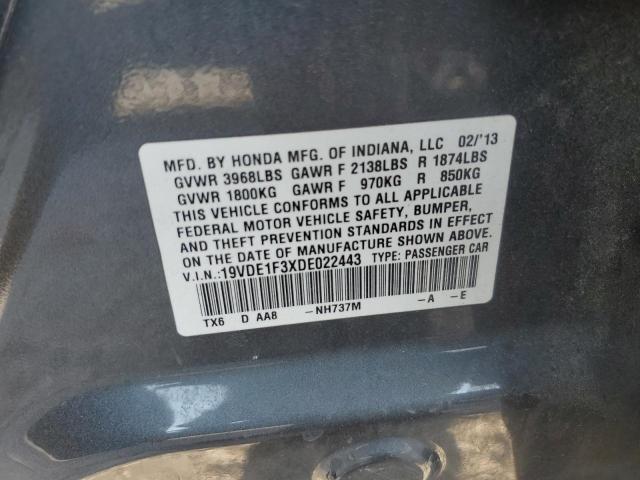 MFD. BY HONDA MFG. OF INDIANA, LLC 02/'13
GVWR 3968LBS GAWR F 2138LBS R 1874LBS
GVWR 1800KG GAWR F 970KG R 850KG
THIS VEHICLE CONFORMS TO ALL APPLICABLE
FEDERAL MOTOR VEHICLE SAFETY, BUMPER,
AND THEFT PREVENTION STANDARDS IN EFFECT
ON THE DATE OF MANUFACTURE SHOWN ABOVE.
V.I.N.:19VDE1F3XDE022443 TYPE: PASSENGER CAR
TX6 D AA8 -NH737M -A -E